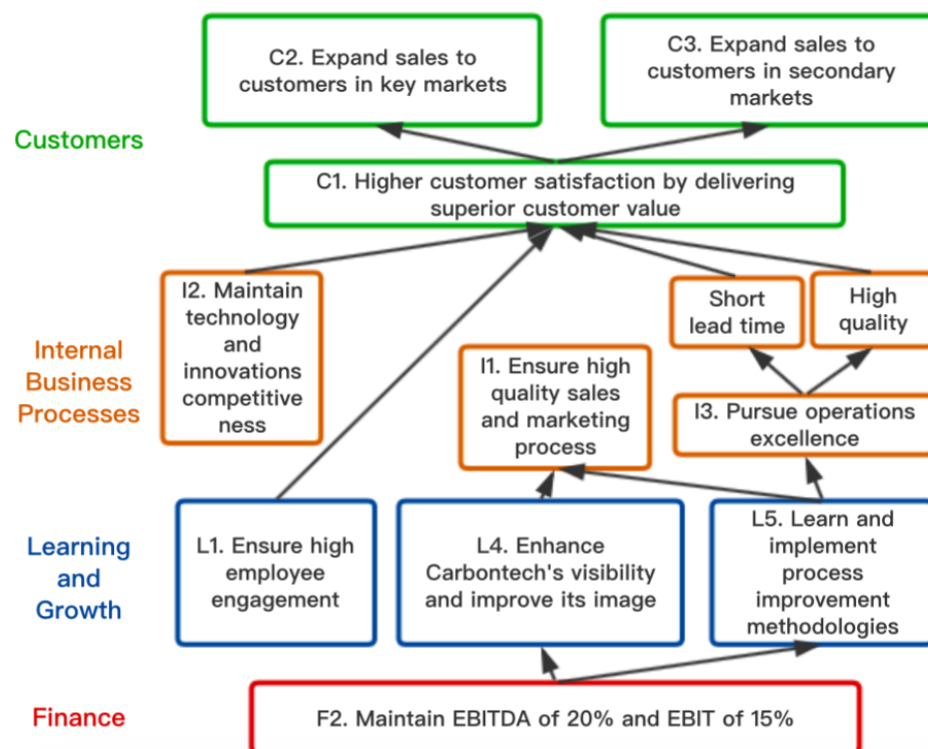 C2. Expand sales to
customers in key markets
C3. Expand sales to
customers in secondary
markets
Customers
C1. Higher customer satisfaction by delivering
superior customer value
I2. Maintain
technology
and
innovations
competitive
ness
Short
lead time
High
quality
Internal
Business
Processes
I1. Ensure high
quality sales
and marketing
process
I3. Pursue operations
excellence
Learning
and
Growth
L1. Ensure high
employee
engagement
L4. Enhance
Carbontech's visibility
and improve its image
L5. Learn and
implement
process
improvement
methodologies
Finance
F2. Maintain EBITDA of 20% and EBIT of 15%